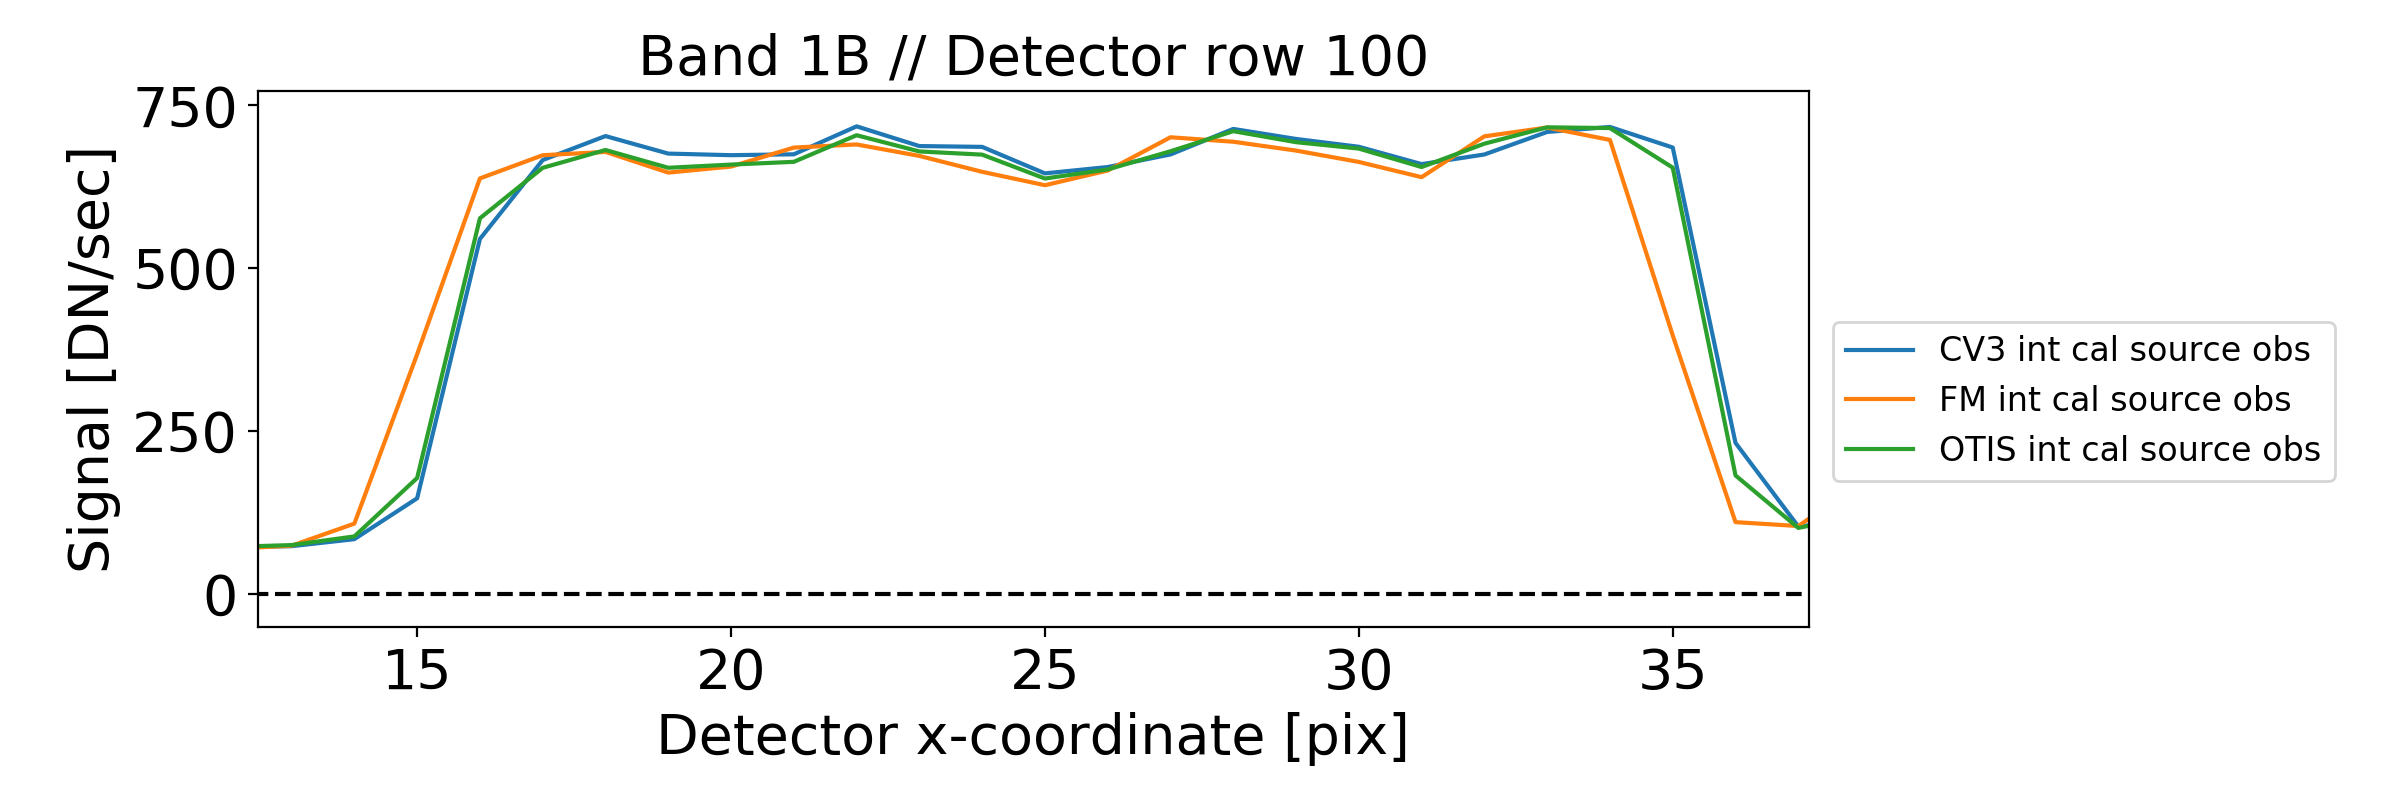 Band 1B // Detector row 100
Signal [DN/sec]
750
500
250
0
15 20 25 30 35
Detector x-coordinate [pix]
CV3 int cal source obs
FM int cal source obs
OTIS int cal source obs